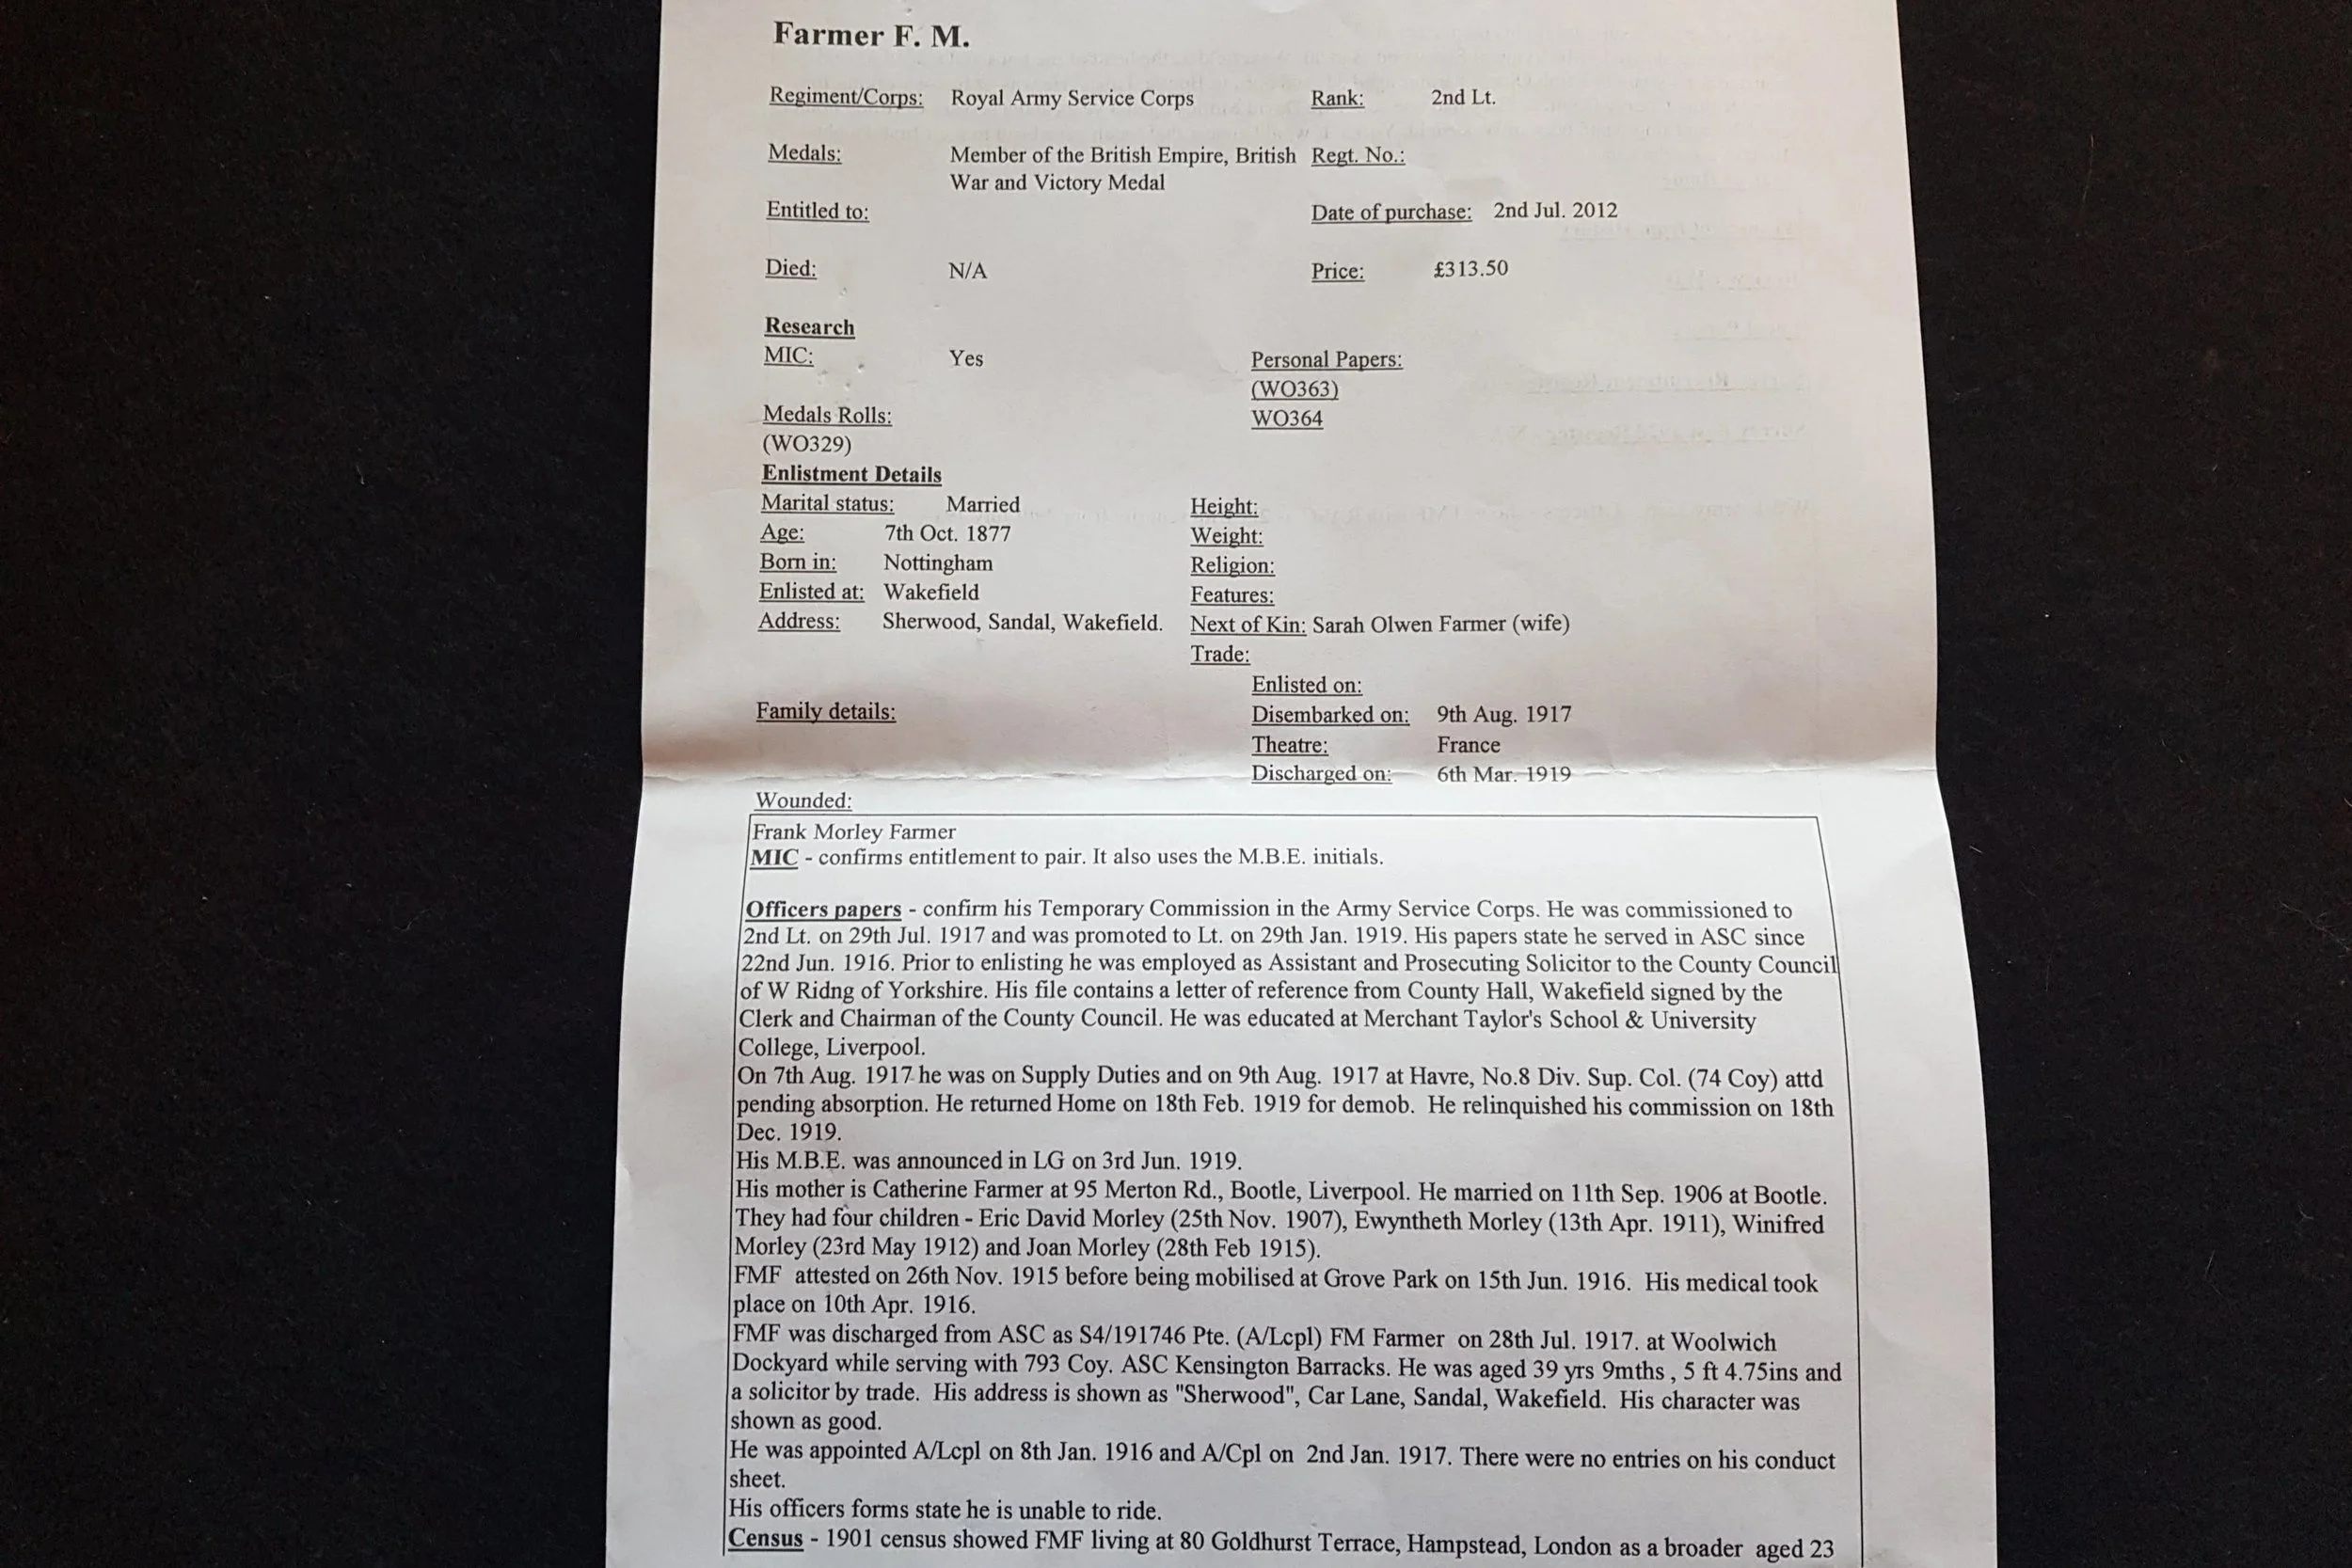 Farmer F. M.
Regiment/Corps: Royal Army Service Corps Rank: 2nd Lt.
Medals: Member of the British Empire, British Regt. No.:
War and Victory Medal
Entitled to: Date of purchase: 2nd Jul. 2012
Died: N/A Price: £313.50
Research
MIC: Yes Personal Papers:
(WO363)
Medals Rolls: WO364
(WO329)
Enlistment Details
Marital status: Married Height:
Age: 7th Oct. 1877 Weight:
Born in: Nottingham Religion:
Enlisted at: Wakefield Features:
Address: Sherwood, Sandal, Wakefield. Next of Kin: Sarah Olwen Farmer (wife)
Trade:
Enlisted on:
Family details: Disembarked on: 9th Aug. 1917
Theatre: France
Discharged on: 6th Mar. 1919
Wounded:
Frank Morley Farmer
MIC - confirms entitlement to pair. It also uses the M.B.E. initials.
Officers papers - confirm his Temporary Commission in the Army Service Corps. He was commissioned to
2nd Lt. on 29th Jul. 1917 and was promoted to Lt. on 29th Jan. 1919. His papers state he served in ASC since
22nd Jun. 1916. Prior to enlisting he was employed as Assistant and Prosecuting Solicitor to the County Council
of W Ridng of Yorkshire. His file contains a letter of reference from County Hall, Wakefield signed by the
Clerk and Chairman of the County Council. He was educated at Merchant Taylor's School & University
College, Liverpool.
On 7th Aug. 1917 he was on Supply Duties and on 9th Aug. 1917 at Havre, No.8 Div. Sup. Col. (74 Coy) attd
pending absorption. He returned Home on 18th Feb. 1919 for demob. He relinquished his commission on 18th
Dec. 1919.
His M.B.E. was announced in LG on 3rd Jun. 1919.
His mother is Catherine Farmer at 95 Merton Rd., Bootle, Liverpool. He married on 11th Sep. 1906 at Bootle.
They had four children - Eric David Morley (25th Nov. 1907), Ewyntheth Morley (13th Apr. 1911), Winifred
Morley (23rd May 1912) and Joan Morley (28th Feb 1915).
FMF attested on 26th Nov. 1915 before being mobilised at Grove Park on 15th Jun. 1916. His medical took
place on 10th Apr. 1916.
FMF was discharged from ASC as S4/191746 Pte. (A/Lcpl) FM Farmer on 28th Jul. 1917. at Woolwich
Dockyard while serving with 793 Coy. ASC Kensington Barracks. He was aged 39 yrs 9mths , 5 ft 4.75ins and
a solicitor by trade. His address is shown as "Sherwood", Car Lane, Sandal, Wakefield. His character was
shown as good.
He was appointed A/Lcpl on 8th Jan. 1916 and A/Cpl on 2nd Jan. 1917. There were no entries on his conduct
sheet.
His officers forms state he is unable to ride.
Census - 1901 census showed FMF living at 80 Goldhurst Terrace, Hampstead, London as a broader aged 23